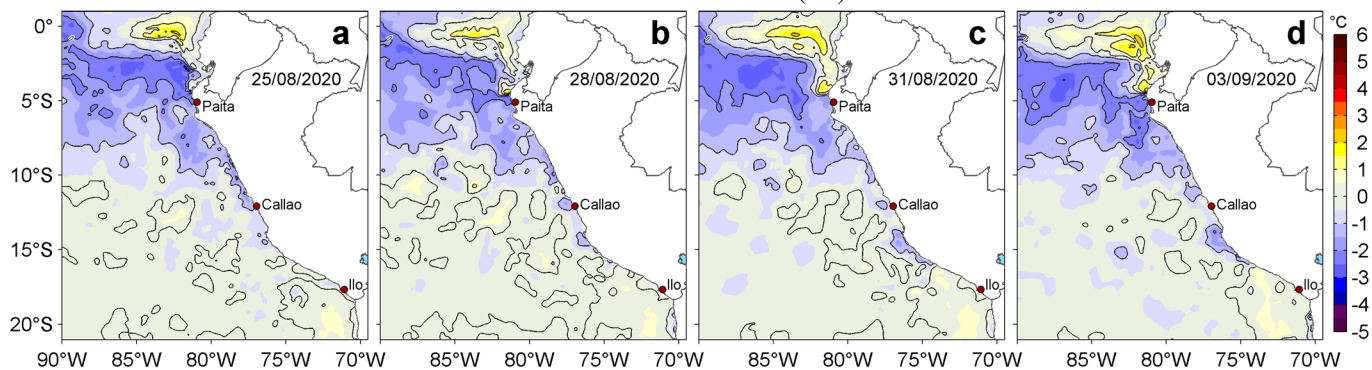 a
b
c
d
25/08/2020
28/08/2020
31/08/2020
03/09/2020
Paita
Paita
Paita
Paita
Callao
Callao
Callao
Callao
Ilo
Ilo
Ilo
Ilo
0°
5°S
10°S
15°S
20°S
90°W 85°W 80°W 75°W 70°W
85°W 80°W 75°W 70°W
85°W 80°W 75°W 70°W
85°W 80°W 75°W 70°W
°C
6
5
4
3
2
1
0
-1
-2
-3
-4
-5